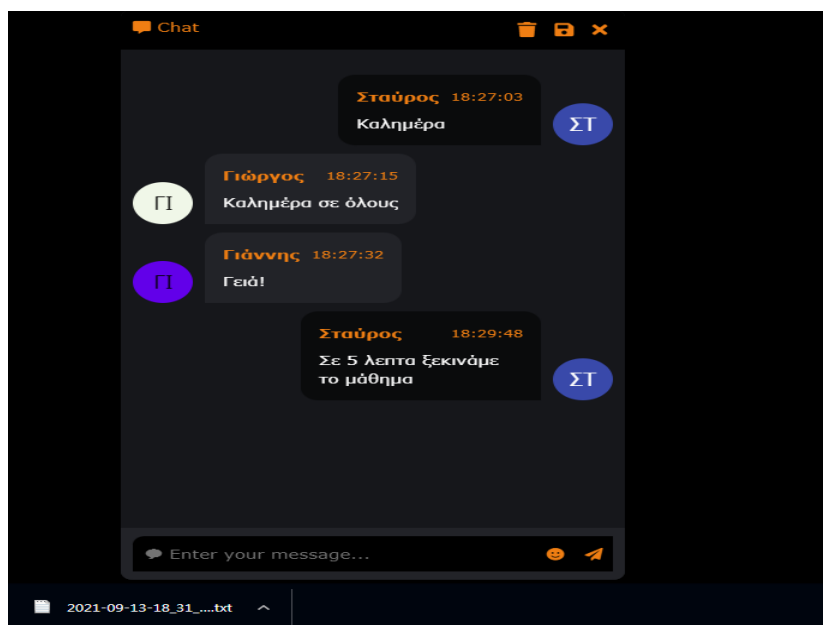 Chat
Σταύρος 18:27:03
Καλημέρα
ΣΤ
Γιώργος 18:27:15
ΓΙ
Καλημέρα σε όλους
Γιάννης 18:27:32
ΓΙ
Γειά!
Σταύρος 18:29:48
Σε 5 λεπτα ξεκινάμε
το μάθημα
ΣΤ
Enter your message...
2021-09-13-18_31_....txt